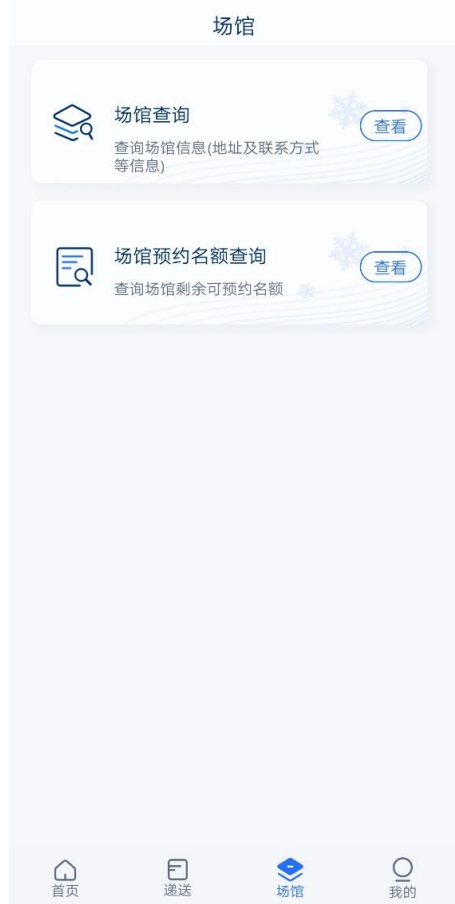 场馆
场馆查询
查看
查询场馆信息(地址及联系方式
等信息)
场馆预约名额查询
查看
查询场馆剩余可预约名额
首页
递送
场馆
我的